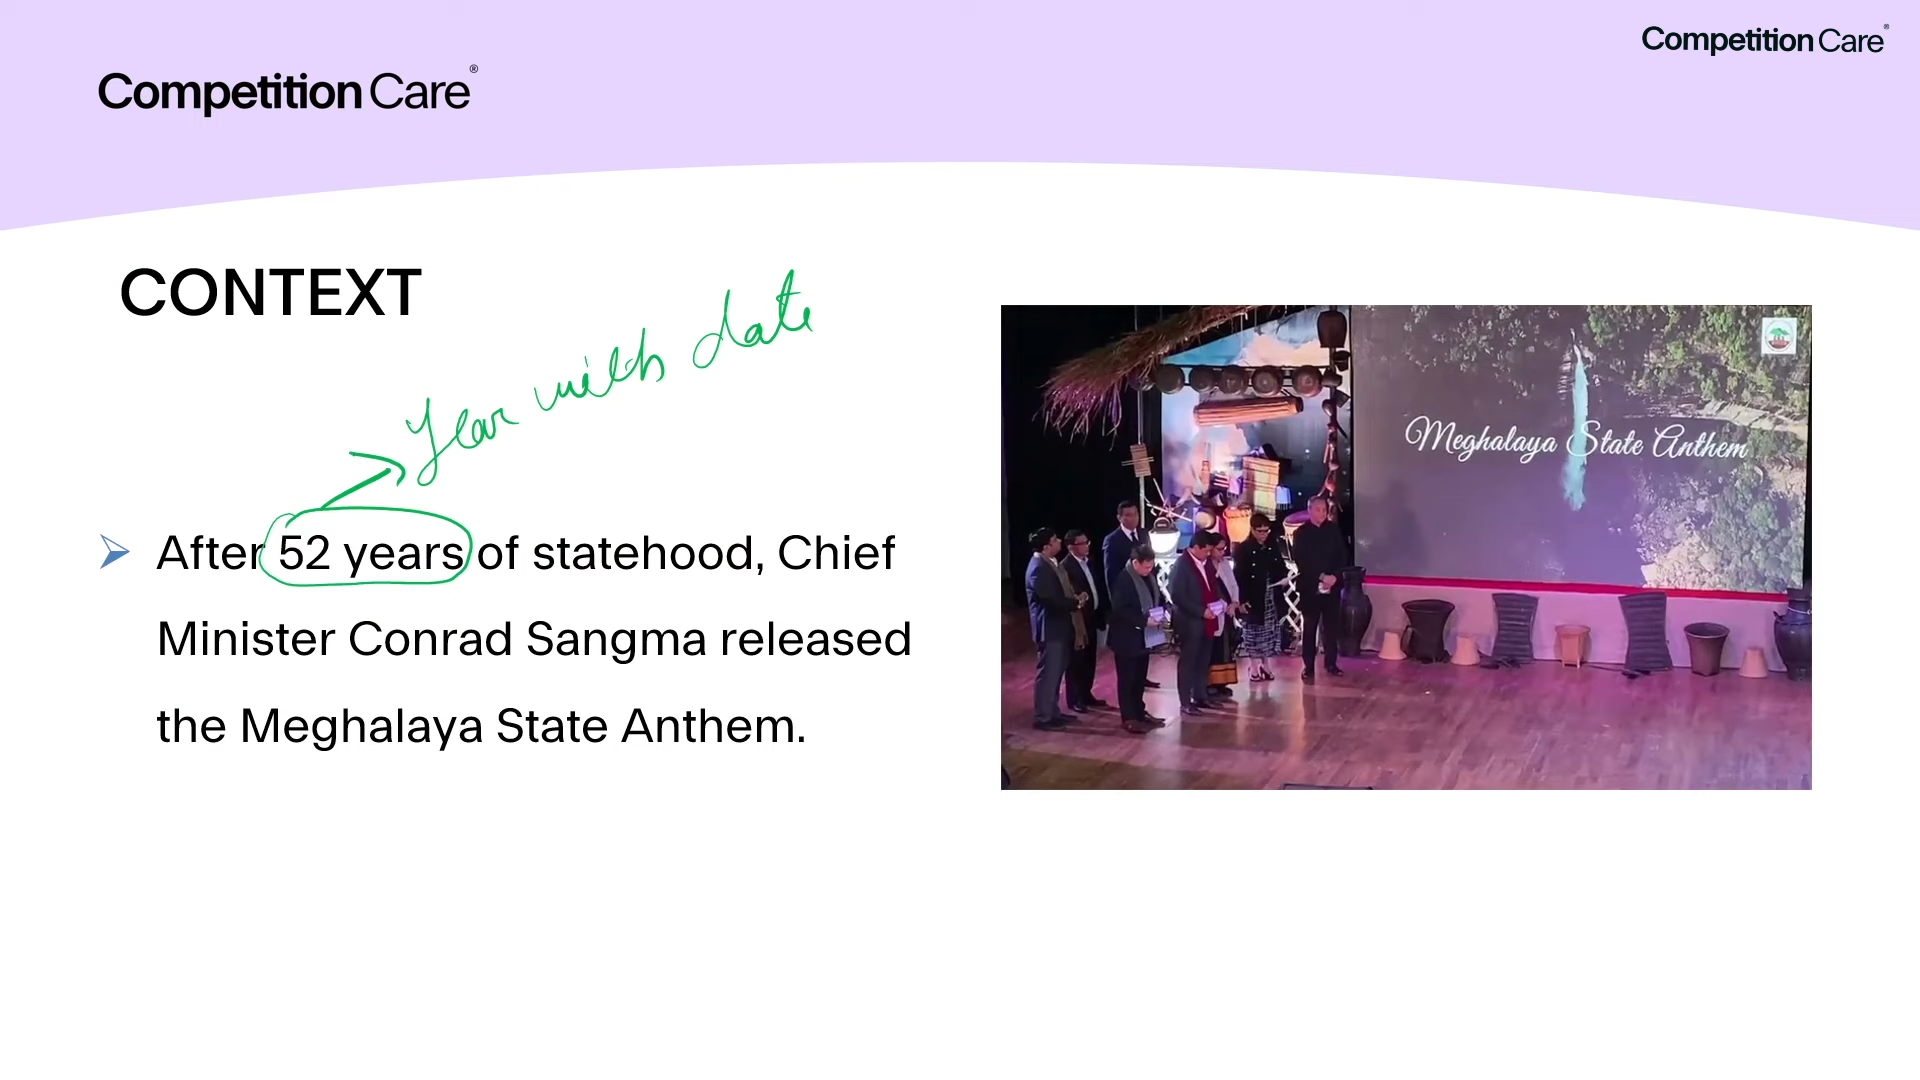 Competition Care®
Competition Care®
CONTEXT
Year with date
Meghalaya State Anthem
➢ After 52 years of statehood, Chief
Minister Conrad Sangma released
the Meghalaya State Anthem.